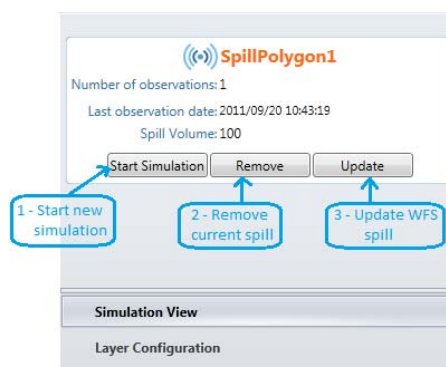 SpillPolygon1
Number of observations: 1
Last observation date: 2011/09/20 10:43:19
Spill Volume: 100
Start Simulation Remove Update
1 - Start new
simulation
2 - Remove
current spill
3 - Update WFS
spill
Simulation View
Layer Configuration